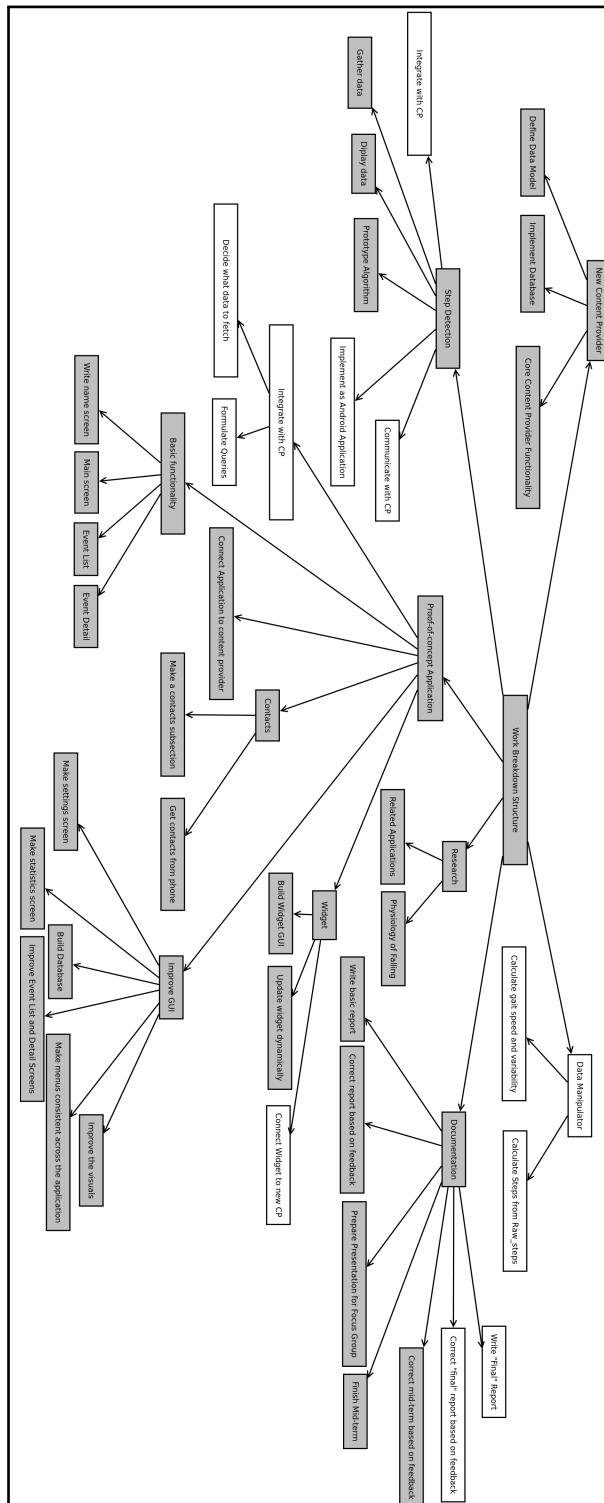 Work Breakdown Structure
New Content Provider
Define Data Model
Implement Database
Core Content Provider Functionality
Step Detection
Integrate with CP
Gather data
Diplay data
Prototype Algorithm
Implement as Android Application
Communicate with CP
Proof-of-concept Application
Integrate with CP
Decide what data to fetch
Formulate Queries
Basic functionality
Write name screen
Main screen
Event List
Event Detail
Connect Application to content provider
Contacts
Make a contacts subsection
Get contacts from phone
Improve GUI
Make settings screen
Make statistics screen
Build Database
Improve Event List and Detail Screens
Make menus consistent across the application
Improve the visuals
Widget
Build Widget GUI
Update widget dynamically
Connect Widget to new CP
Research
Related Applications
Physiology of Falling
Documentation
Write basic report
Correct report based on feedback
Prepare Presentation for Focus Group
Finish Mid-term
Correct mid-term based on feedback
Correct "final" report based on feedback
Write "Final" Report
Data Manipulator
Calculate gait speed and variability
Calculate Steps from Raw_steps